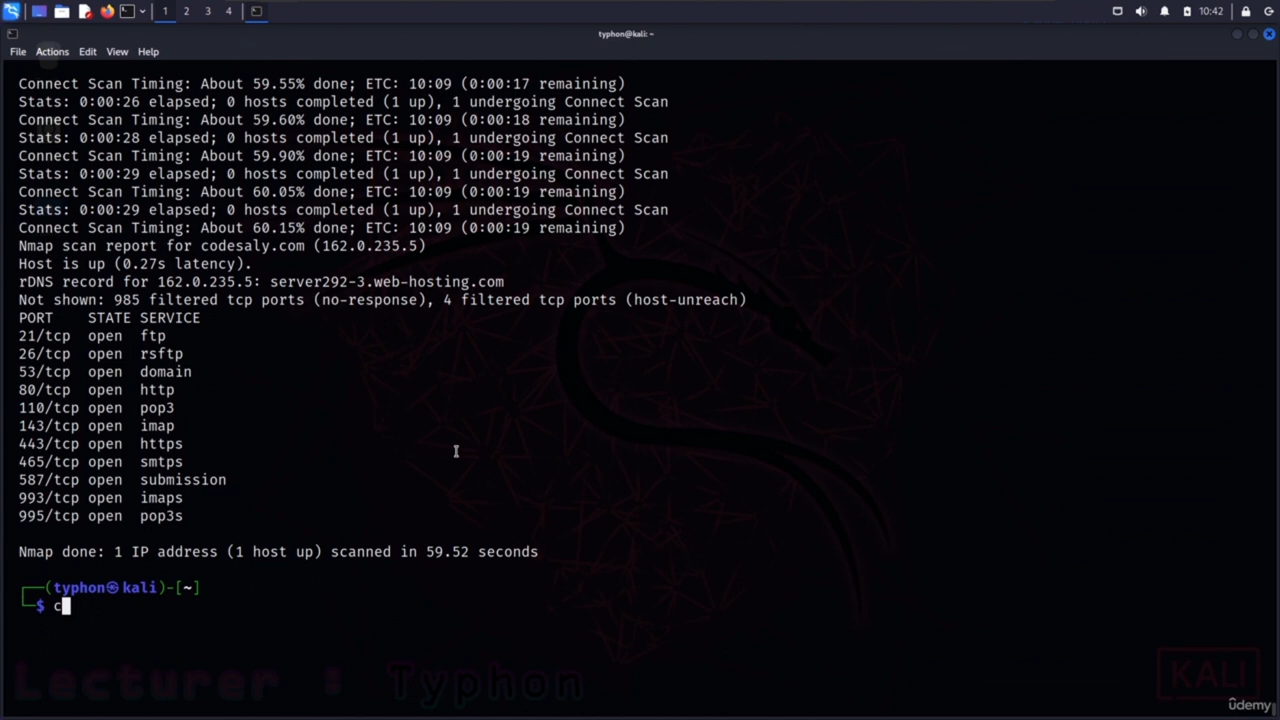 1 2 3 4 10:42
typhon@kali: ~
File Actions Edit View Help
Connect Scan Timing: About 59.55% done; ETC: 10:09 (0:00:17 remaining)
Stats: 0:00:26 elapsed; 0 hosts completed (1 up), 1 undergoing Connect Scan
Connect Scan Timing: About 59.60% done; ETC: 10:09 (0:00:18 remaining)
Stats: 0:00:28 elapsed; 0 hosts completed (1 up), 1 undergoing Connect Scan
Connect Scan Timing: About 59.90% done; ETC: 10:09 (0:00:19 remaining)
Stats: 0:00:29 elapsed; 0 hosts completed (1 up), 1 undergoing Connect Scan
Connect Scan Timing: About 60.05% done; ETC: 10:09 (0:00:19 remaining)
Stats: 0:00:29 elapsed; 0 hosts completed (1 up), 1 undergoing Connect Scan
Connect Scan Timing: About 60.15% done; ETC: 10:09 (0:00:19 remaining)
Nmap scan report for codesaly.com (162.0.235.5)
Host is up (0.27s latency).
rDNS record for 162.0.235.5: server292-3.web-hosting.com
Not shown: 985 filtered tcp ports (no-response), 4 filtered tcp ports (host-unreach)
PORT    STATE SERVICE
21/tcp  open  ftp
26/tcp  open  rsftp
53/tcp  open  domain
80/tcp  open  http
110/tcp open  pop3
143/tcp open  imap
443/tcp open  https
465/tcp open  smtps
587/tcp open  submission
993/tcp open  imaps
995/tcp open  pop3s
Nmap done: 1 IP address (1 host up) scanned in 59.52 seconds
┌──(typhon㉿kali)-[~]
└─$ c
Lecturer : Typhon
KALI
ûdemy